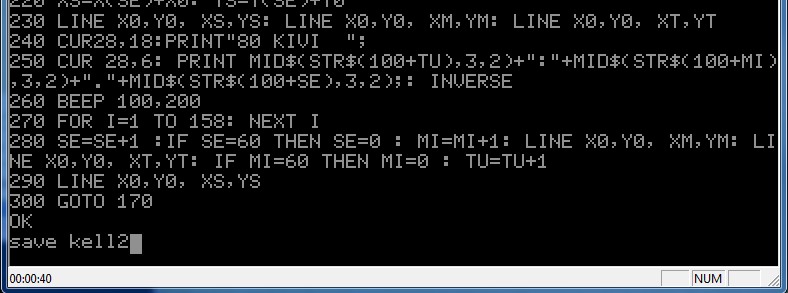 220 XS=X(SE)+X0: YS=Y(SE)+Y0
230 LINE X0,Y0, XS,YS: LINE X0,Y0, XM,YM: LINE X0,Y0, XT,YT
240 CUR28,18:PRINT"80 KIVI  ";
250 CUR 28,6: PRINT MID$(STR$(100+TU),3,2)+":"+MID$(STR$(100+MI)
,3,2)+"."+MID$(STR$(100+SE),3,2);: INVERSE
260 BEEP 100,200
270 FOR I=1 TO 158: NEXT I
280 SE=SE+1 :IF SE=60 THEN SE=0 : MI=MI+1: LINE X0,Y0, XM,YM: LI
NE X0,Y0, XT,YT: IF MI=60 THEN MI=0 : TU=TU+1
290 LINE X0,Y0, XS,YS
300 GOTO 170
OK
save kell2
00:00:40
NUM